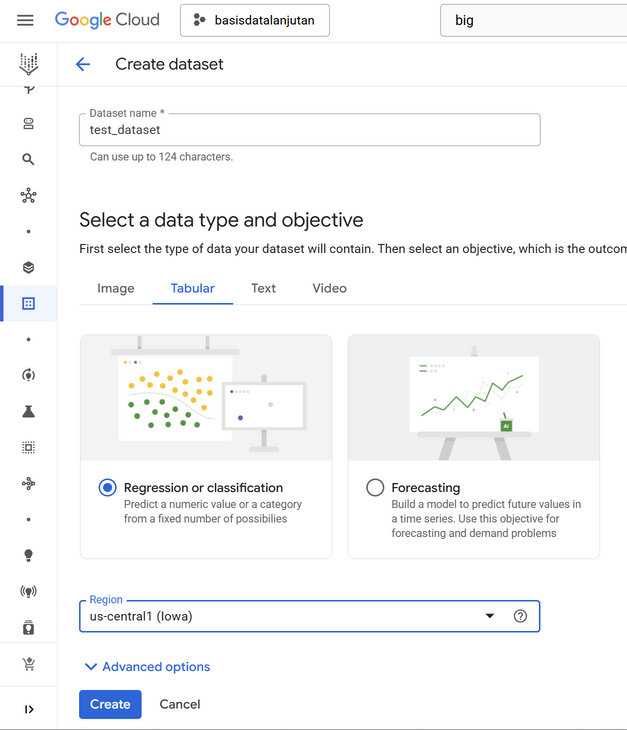 Google Cloud
basisdatalanjutan
big
Create dataset
Dataset name *
test_dataset
Can use up to 124 characters.
Select a data type and objective
First select the type of data your dataset will contain. Then select an objective, which is the outcom
Image
Tabular
Text
Video
AI
Regression or classification
Predict a numeric value or a category
from a fixed number of possibilies
Forecasting
Build a model to predict future values in
a time series. Use this objective for
forecasting and demand problems
Region
us-central1 (Iowa)
Advanced options
Create
Cancel